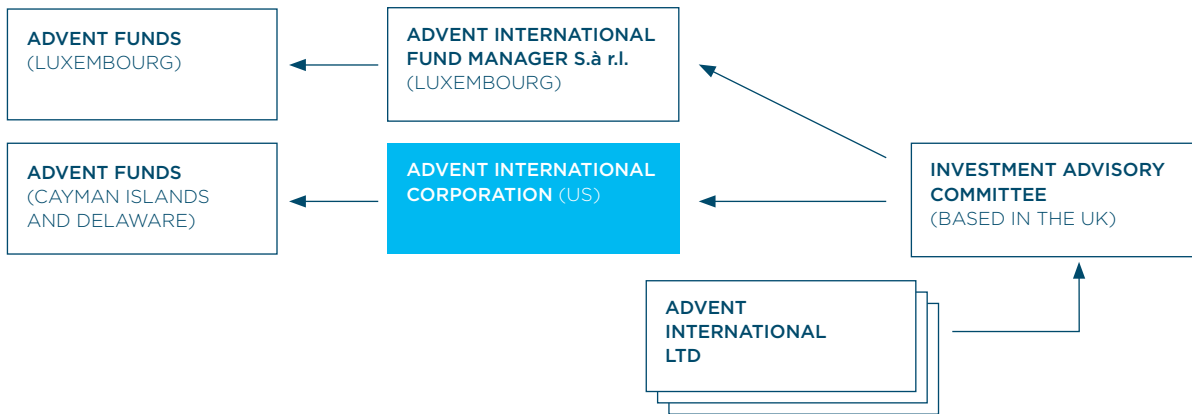 ADVENT FUNDS
(LUXEMBOURG)
ADVENT INTERNATIONAL
FUND MANAGER S.à r.l.
(LUXEMBOURG)
ADVENT FUNDS
(CAYMAN ISLANDS
AND DELAWARE)
ADVENT INTERNATIONAL
CORPORATION (US)
INVESTMENT ADVISORY
COMMITTEE
(BASED IN THE UK)
ADVENT
INTERNATIONAL
LTD